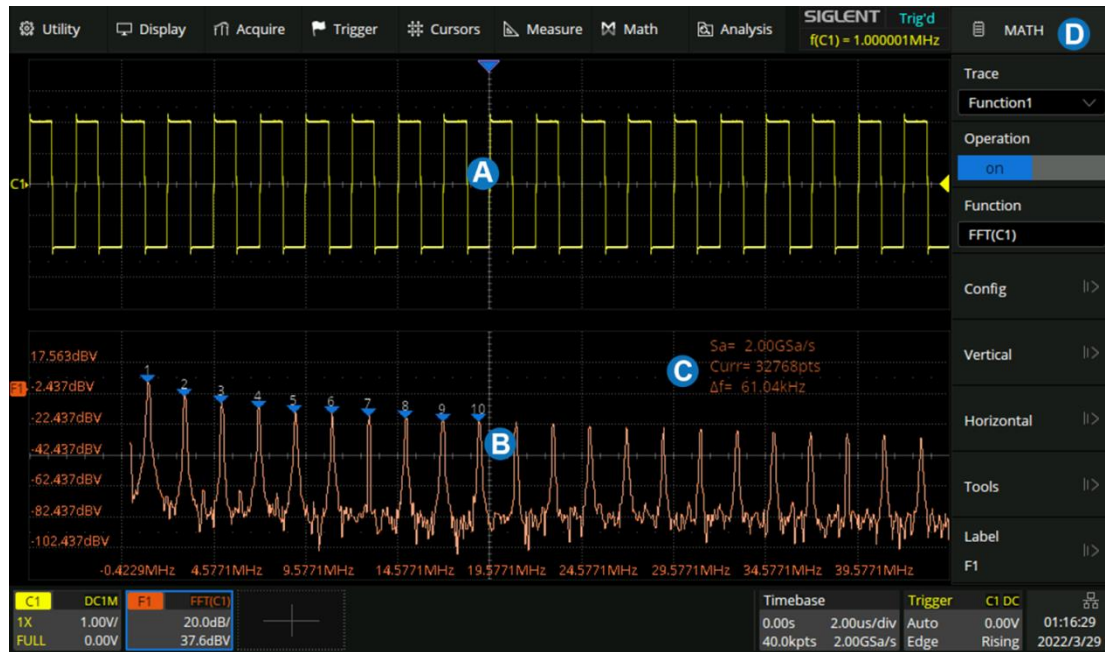 Utility Display Acquire Trigger Cursors Measure Math Analysis
SIGLENT Trig'd
f(C1) = 1.000001MHz
MATH D
Trace
Function1
Operation
on
Function
FFT(C1)
Config
Vertical
Horizontal
Tools
Label
F1
C1
A
17.563dBV
F1 -2.437dBV
-22.437dBV
-42.437dBV
-62.437dBV
-82.437dBV
-102.437dBV
1 2 3 4 5 6 7 8 9 10
B
C
Sa= 2.00GSa/s
Curr= 32768pts
Δf= 61.04kHz
-0.4229MHz 4.5771MHz 9.5771MHz 14.5771MHz 19.5771MHz 24.5771MHz 29.5771MHz 34.5771MHz 39.5771MHz
C1 DC1M
1X 1.00V/
FULL 0.00V
F1 FFT(C1)
20.0dB/
37.6dBV
Timebase
0.00s 2.00us/div
40.0kpts 2.00GSa/s
Trigger C1 DC
Auto 0.00V
Edge Rising
01:16:29
2022/3/29